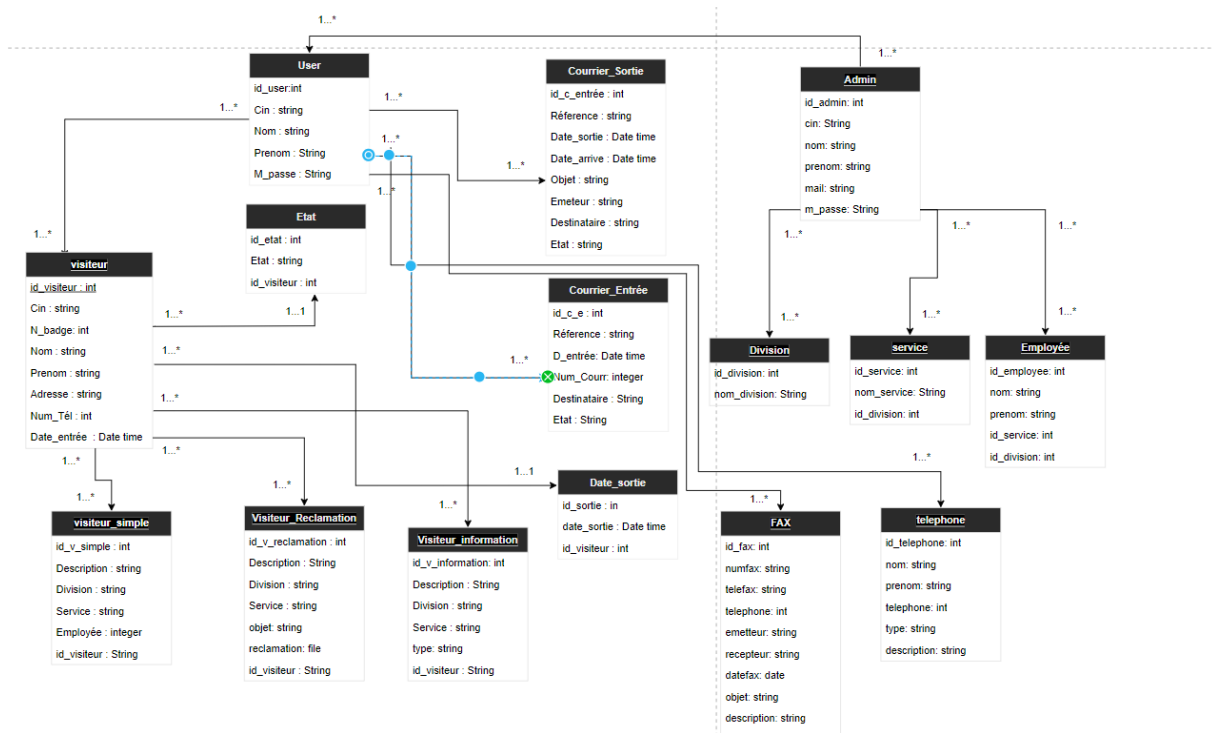 1...*
1...*
User
id_user:int
Cin : string
Nom : string
Prenom : String
M_passe : String
1...*
1...*
1...*
1...*
1...*
Courrier_Sortie
id_c_entrée : int
Réference : string
Date_sortie : Date time
Date_arrive : Date time
Objet : string
Emeteur : string
Destinataire : string
Etat : string
Admin
id_admin: int
cin: String
nom: string
prenom: string
mail: string
m_passe: String
1...*
1...*
1...*
Etat
id_etat : int
Etat : string
id_visiteur : int
1...*
visiteur
id_visiteur : int
Cin : string
N_badge: int
Nom : string
Prenom : string
Adresse : string
Num_Tél : int
Date_entrée : Date time
1...*
1...1
1...*
1...*
1...*
1...*
Courrier_Entrée
id_c_e : int
Réference : string
D_entrée: Date time
Num_Courr: integer
Destinataire : String
Etat : String
1...*
1...*
1...*
1...*
Division
id_division: int
nom_division: String
service
id_service: int
nom_service: String
id_division: int
Employée
id_employee: int
nom: string
prenom: string
id_service: int
id_division: int
1...*
1...*
1...*
1...1
1...*
1...*
visiteur_simple
id_v_simple : int
Description : string
Division : string
Service : string
Employée : integer
id_visiteur : String
Visiteur_Reclamation
id_v_reclamation : int
Description : String
Division : string
Service : string
objet: string
reclamation: file
id_visiteur : String
Visiteur_information
id_v_information: int
Description : String
Division : string
Service : string
type: string
id_visiteur : String
Date_sortie
id_sortie : in
date_sortie : Date time
id_visiteur : int
FAX
id_fax: int
numfax: string
telefax: string
telephone: int
emetteur: string
recepteur: string
datefax: date
objet: string
description: string
telephone
id_telephone: int
nom: string
prenom: string
telephone: int
type: string
description: string